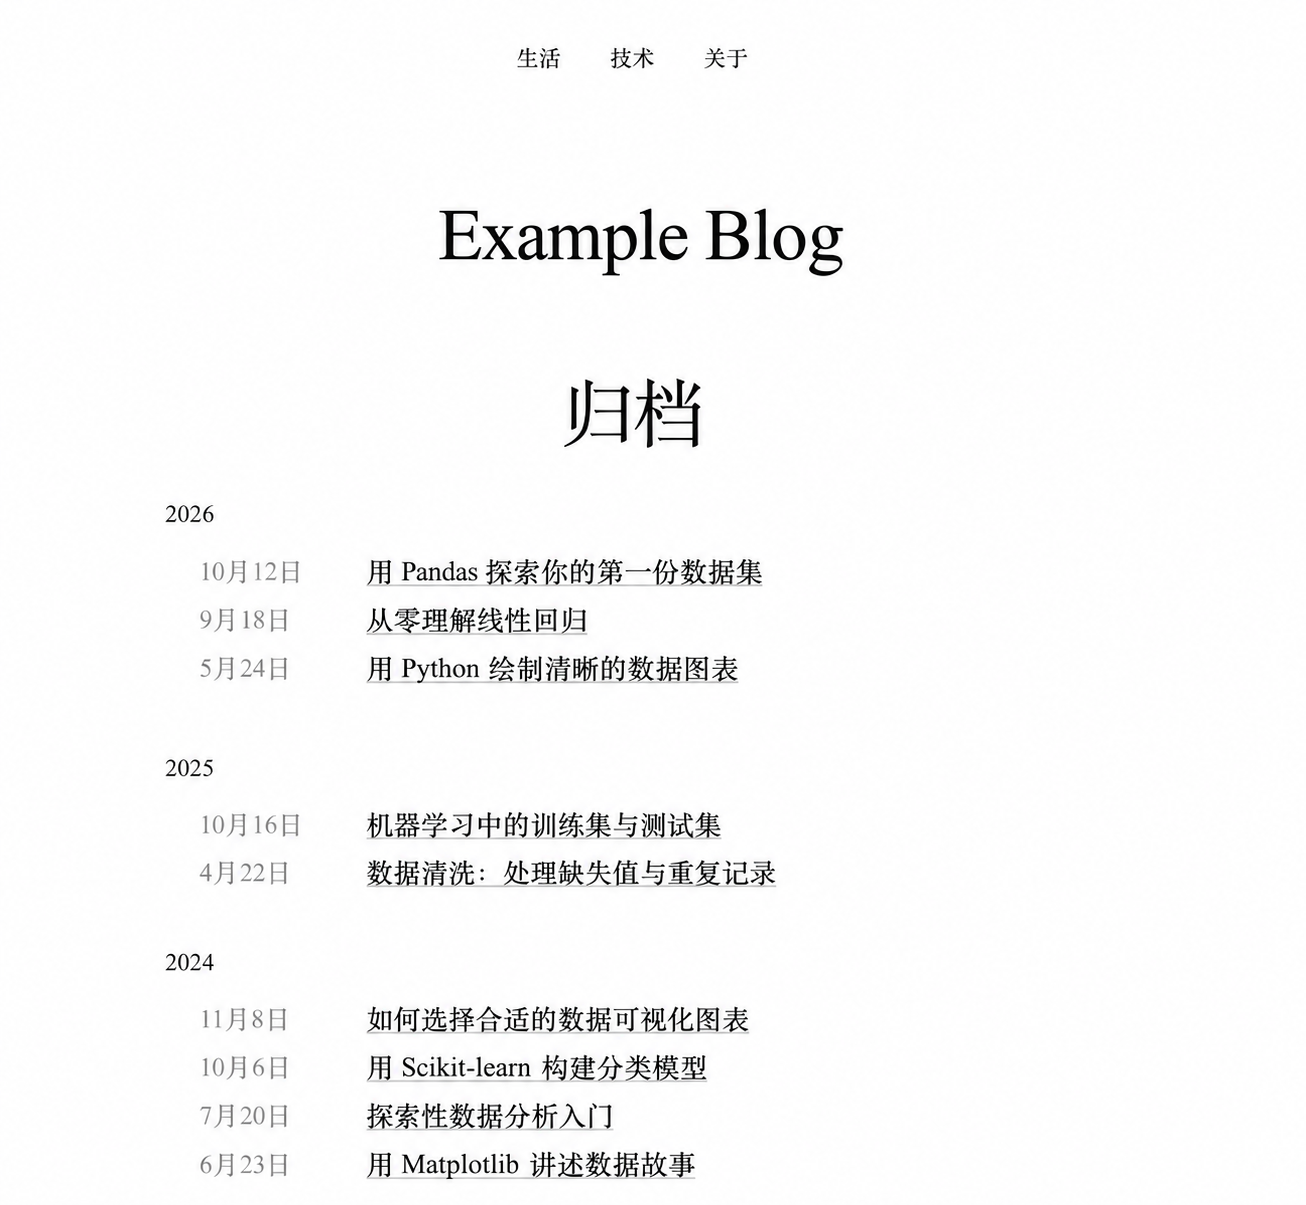 生活 技术 关于
Example Blog
归档
2026
10月12日 用 Pandas 探索你的第一份数据集
9月18日 从零理解线性回归
5月24日 用 Python 绘制清晰的数据图表
2025
10月16日 机器学习中的训练集与测试集
4月22日 数据清洗：处理缺失值与重复记录
2024
11月8日 如何选择合适的数据可视化图表
10月6日 用 Scikit-learn 构建分类模型
7月20日 探索性数据分析入门
6月23日 用 Matplotlib 讲述数据故事